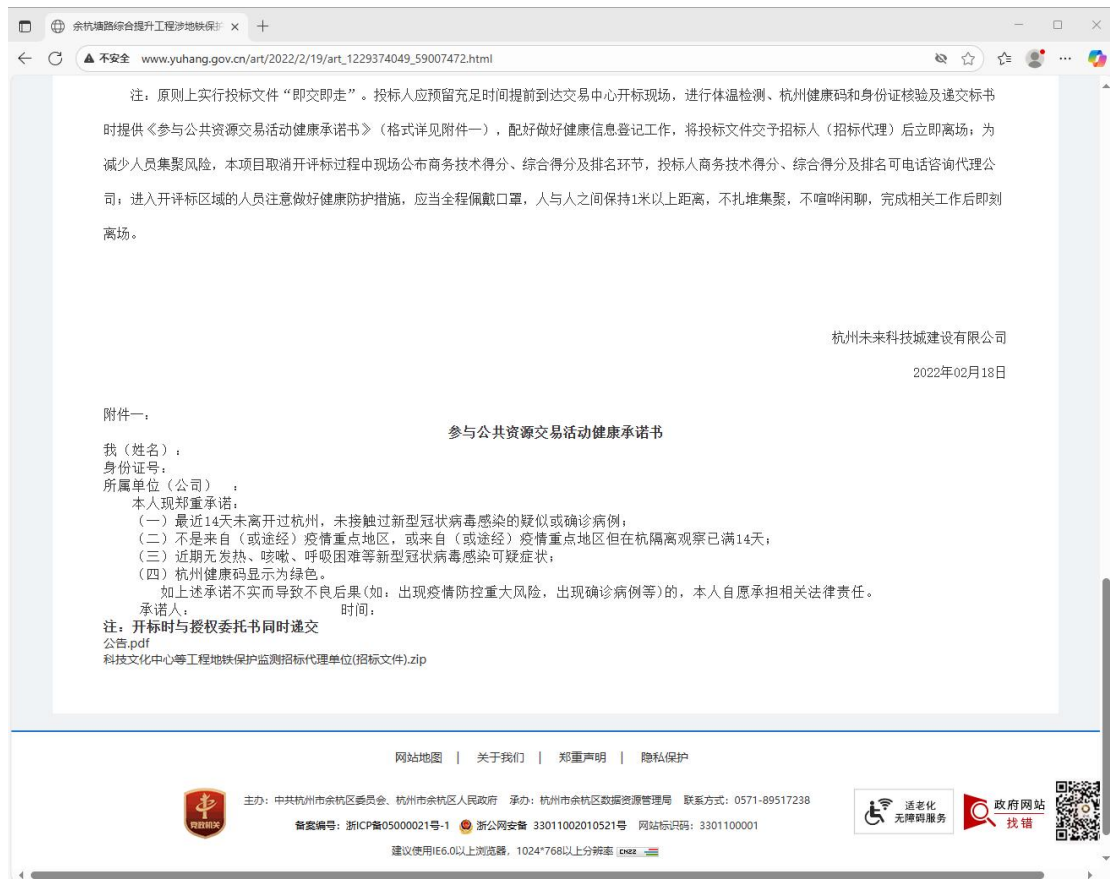 余杭塘路综合提升工程涉地铁保护
不安全 www.yuhang.gov.cn/art/2022/2/19/art_1229374049_59007472.html
注：原则上实行投标文件“即交即走”。投标人应预留充足时间提前到达交易中心开标现场，进行体温检测、杭州健康码和身份证核验及递交标书
时提供《参与公共资源交易活动健康承诺书》（格式详见附件一），配好做好健康信息登记工作，将投标文件交予招标人（招标代理）后立即离场；为
减少人员集聚风险，本项目取消开评标过程中现场公布商务技术得分、综合得分及排名环节，投标人商务技术得分、综合得分及排名可电话咨询代理公
司；进入开评标区域的人员注意做好健康防护措施，应当全程佩戴口罩，人与人之间保持1米以上距离，不扎堆集聚，不喧哗闲聊，完成相关工作后即刻
离场。
杭州未来科技城建设有限公司
2022年02月18日
附件一：
参与公共资源交易活动健康承诺书
我（姓名）：
身份证号：
所属单位（公司） ：
本人现郑重承诺：
（一）最近14天未离开过杭州，未接触过新型冠状病毒感染的疑似或确诊病例；
（二）不是来自（或途经）疫情重点地区，或来自（或途经）疫情重点地区但在杭隔离观察已满14天；
（三）近期无发热、咳嗽、呼吸困难等新型冠状病毒感染可疑症状；
（四）杭州健康码显示为绿色。
如上述承诺不实而导致不良后果(如：出现疫情防控重大风险，出现确诊病例等)的，本人自愿承担相关法律责任。
承诺人： 时间：
注：开标时与授权委托书同时递交
公告.pdf
科技文化中心等工程地铁保护监测招标代理单位(招标文件).zip
网站地图 | 关于我们 | 郑重声明 | 隐私保护
主办：中共杭州市余杭区委员会、杭州市余杭区人民政府 承办：杭州市余杭区数据资源管理局 联系方式：0571-89517238
备案编号：浙ICP备05000021号-1 浙公网安备 33011002010521号 网站标识码：3301100001
建议使用IE6.0以上浏览器，1024*768以上分辨率 CNZZ
党政机关
适老化
无障碍服务
政府网站
找错